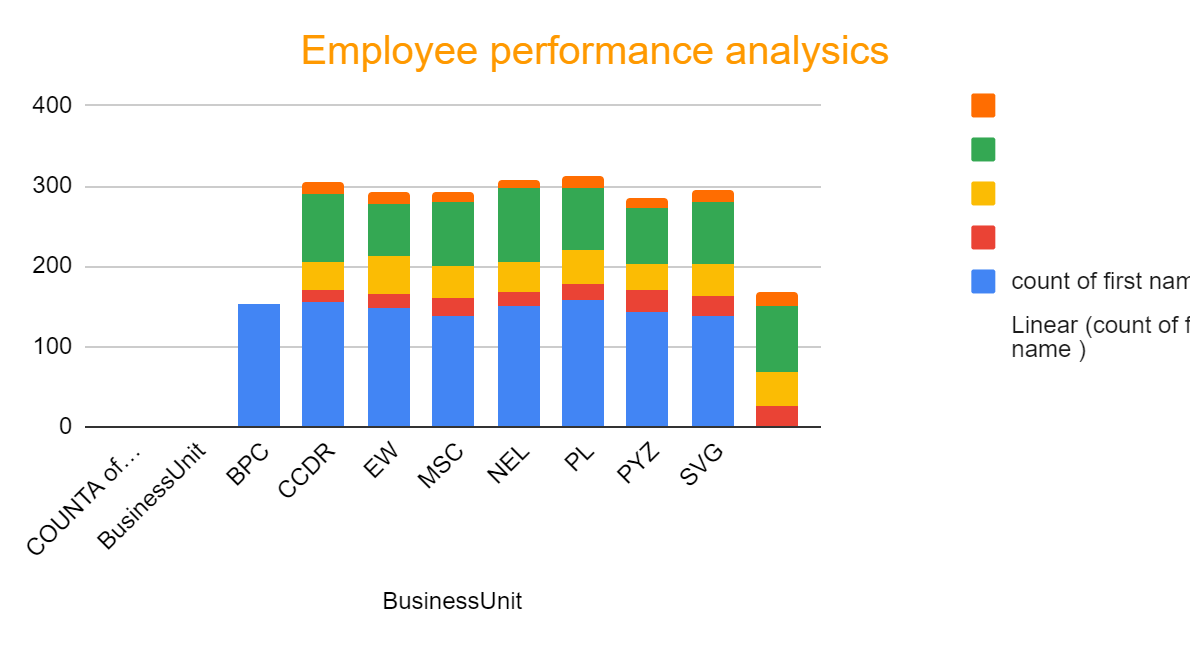 Employee performance analysics
400
300
200
100
0
COUNTA of…
BusinessUnit
BPC
CCDR
EW
MSC
NEL
PL
PYZ
SVG
BusinessUnit
count of first nam
Linear (count of f
name )